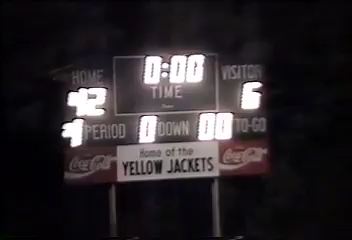 HOME 0:00 VISITOR
42 TIME 6
4 PERIOD 0 DOWN 00 TO-GO
Coca-Cola Home of the Coca-Cola
YELLOW JACKETS